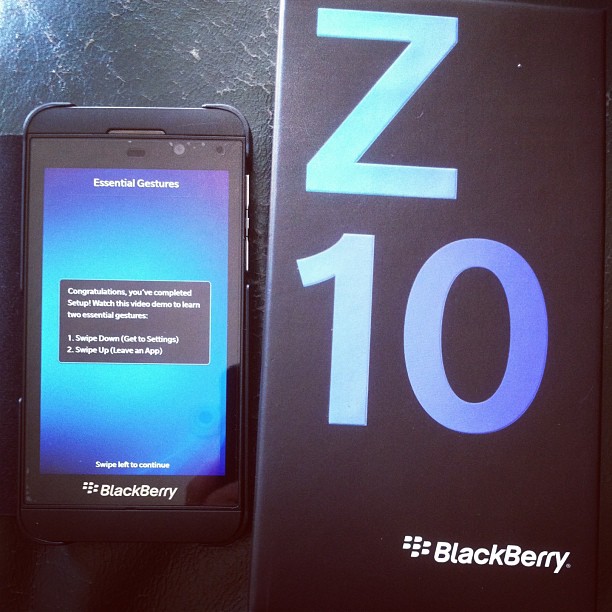 Essential Gestures
Congratulations, you've completed
Setup! Watch this video demo to learn
two essential gestures:
1. Swipe Down (Get to Settings)
2. Swipe Up (Leave an App)
Swipe left to continue
BlackBerry
Z
10
BlackBerry